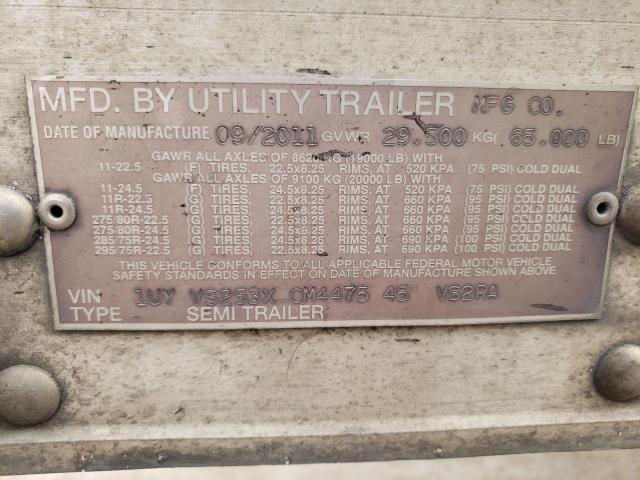 MFD. BY UTILITY TRAILER MFG CO.
DATE OF MANUFACTURE 09/2011 GVWR 29.500 KG( 65.000 LB)
GAWR ALL AXLES OF 8620 KG (19000 LB) WITH
11-22.5 (F) TIRES, 22.5x8.25 RIMS, AT 520 KPA (75 PSI) COLD DUAL
GAWR ALL AXLES OF 9100 KG (20000 LB) WITH
11-24.5 (F) TIRES, 24.5x8.25 RIMS, AT 520 KPA (75 PSI) COLD DUAL
11R-22.5 (G) TIRES, 22.5x8.25 RIMS, AT 660 KPA (95 PSI) COLD DUAL
11R-24.5 (G) TIRES, 24.5x8.25 RIMS, AT 660 KPA (95 PSI) COLD DUAL
275/80R-22.5 (G) TIRES, 22.5x8.25 RIMS, AT 660 KPA (95 PSI) COLD DUAL
275/80R-24.5 (G) TIRES, 24.5x8.25 RIMS, AT 660 KPA (95 PSI) COLD DUAL
285/75R-24.5 (G) TIRES, 24.5x8.25 RIMS, AT 690 KPA (100 PSI) COLD DUAL
295/75R-22.5 (G) TIRES, 22.5x8.25 RIMS, AT 690 KPA (100 PSI) COLD DUAL
THIS VEHICLE CONFORMS TO ALL APPLICABLE FEDERAL MOTOR VEHICLE
SAFETY STANDARDS IN EFFECT ON DATE OF MANUFACTURE SHOWN ABOVE
VIN 1UY VS253X CM4475 45 VS2RA
TYPE SEMI TRAILER